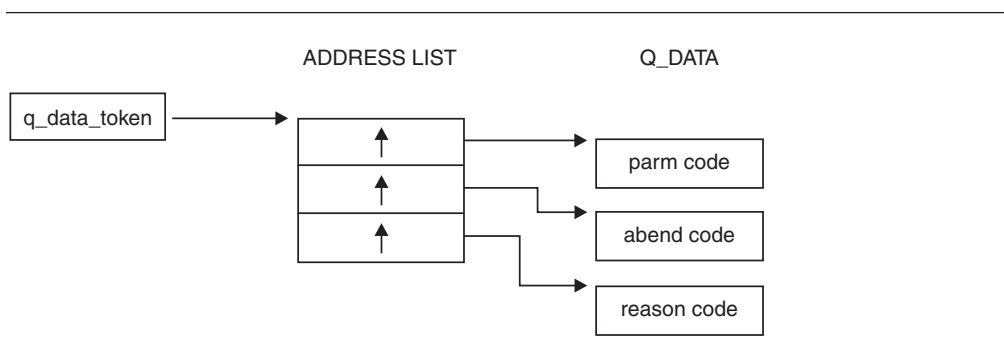 ADDRESS LIST
Q_DATA
q_data_token
parm code
abend code
reason code